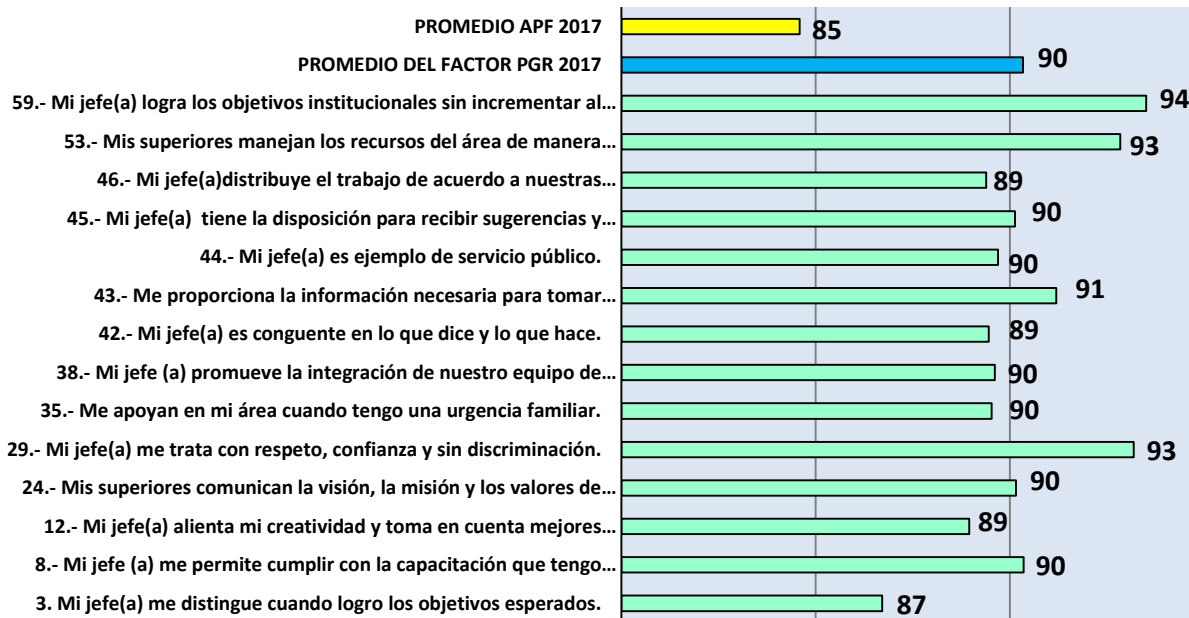 PROMEDIO APF 2017 85
PROMEDIO DEL FACTOR PGR 2017 90
59.- Mi jefe(a) logra los objetivos institucionales sin incrementar al... 94
53.- Mis superiores manejan los recursos del área de manera... 93
46.- Mi jefe(a)distribuye el trabajo de acuerdo a nuestras... 89
45.- Mi jefe(a) tiene la disposición para recibir sugerencias y... 90
44.- Mi jefe(a) es ejemplo de servicio público. 90
43.- Me proporciona la información necesaria para tomar... 91
42.- Mi jefe(a) es conguente en lo que dice y lo que hace. 89
38.- Mi jefe (a) promueve la integración de nuestro equipo de... 90
35.- Me apoyan en mi área cuando tengo una urgencia familiar. 90
29.- Mi jefe(a) me trata con respeto, confianza y sin discriminación. 93
24.- Mis superiores comunican la visión, la misión y los valores de... 90
12.- Mi jefe(a) alienta mi creatividad y toma en cuenta mejores... 89
8.- Mi jefe (a) me permite cumplir con la capacitación que tengo... 90
3. Mi jefe(a) me distingue cuando logro los objetivos esperados. 87